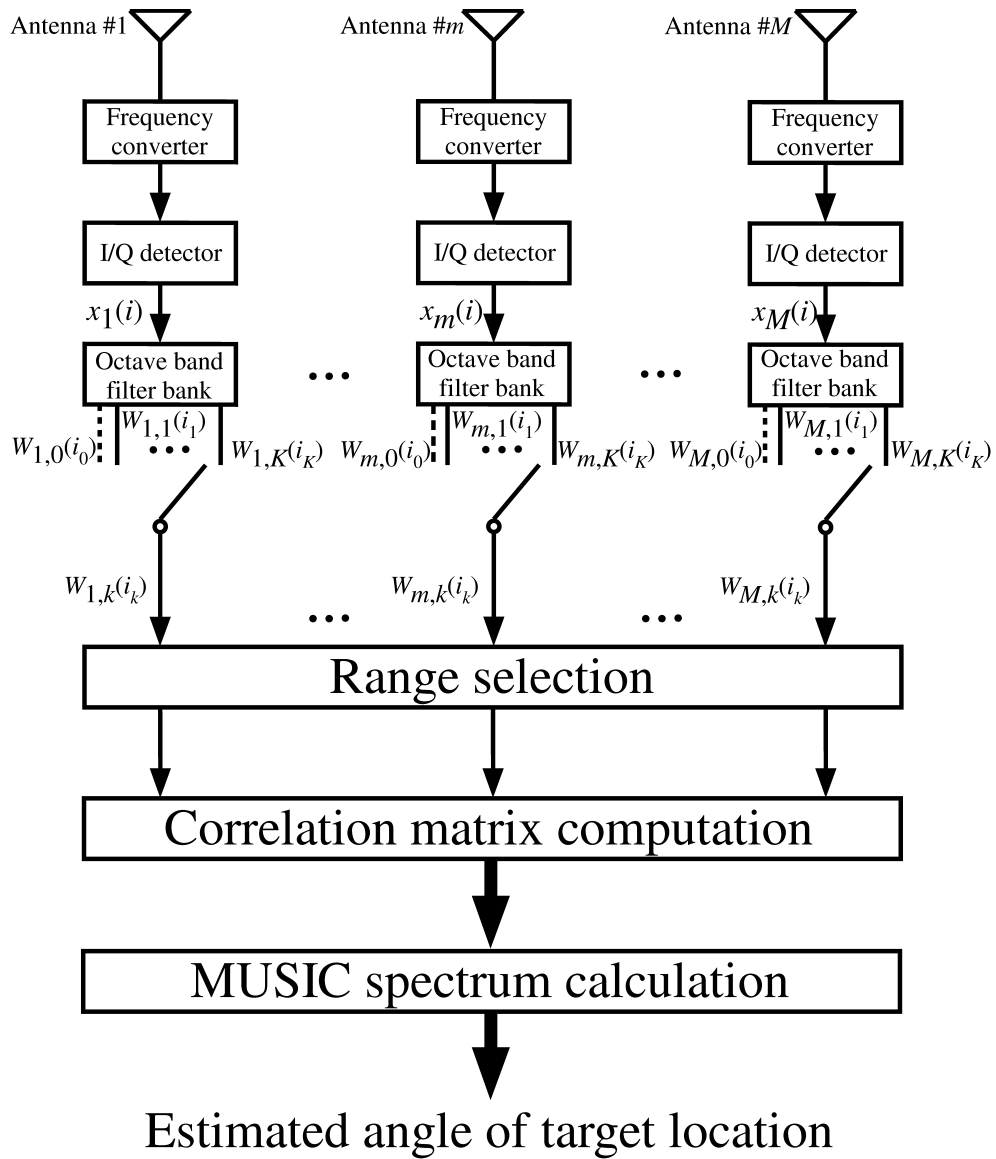 Antenna #1 Antenna #m Antenna #M
Frequency converter Frequency converter Frequency converter
I/Q detector I/Q detector I/Q detector
x1(i) xm(i) xM(i)
Octave band filter bank Octave band filter bank Octave band filter bank
... ...
W1,1(i1) Wm,1(i1) WM,1(i1)
W1,0(i0) ... W1,K(iK) Wm,0(i0) ... Wm,K(iK) WM,0(i0) ... WM,K(iK)
W1,k(ik) Wm,k(ik) WM,k(ik)
... ...
Range selection
Correlation matrix computation
MUSIC spectrum calculation
Estimated angle of target location